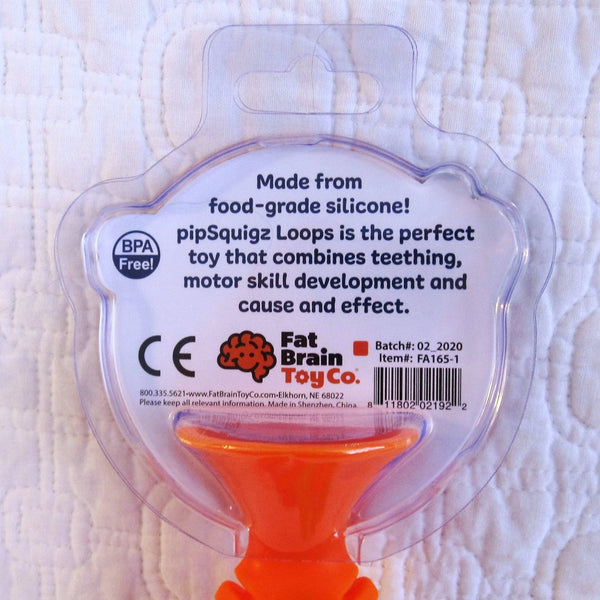 Made from
food-grade silicone!
BPA
Free!
pipSquigz Loops is the perfect
toy that combines teething,
motor skill development and
cause and effect.
CE
Fat
Brain
Toy Co.
Batch#: 02_2020
Item#: FA165-1
800.335.5621•www.FatBrainToyCo.com•Elkhorn, NE 68022
Please keep all relevant information. Made in Shenzhen, China
8 11802 02192 2